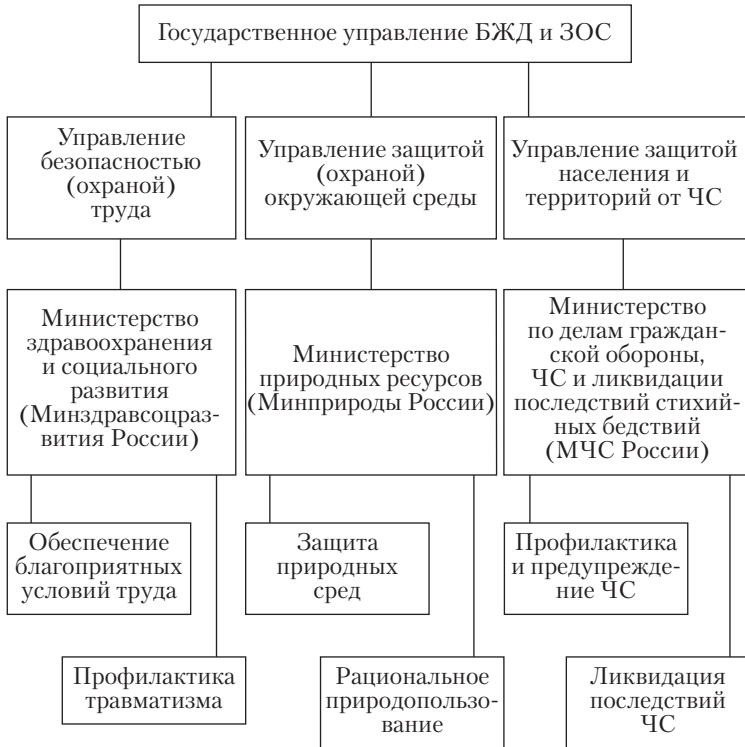 Государственное управление БЖД и ЗОС
Управление
безопасностью
(охраной)
труда
Управление защитой
(охраной)
окружающей среды
Управление защитой
населения и
территорий от ЧС
Министерство
здравоохранения
и социального
развития
(Минздравсоцраз-
вития России)
Министерство
природных ресурсов
(Минприроды России)
Министерство
по делам граждан-
ской обороны,
ЧС и ликвидации
последствий стихий-
ных бедствий
(МЧС России)
Обеспечение
благоприятных
условий труда
Защита
природных
сред
Профилактика
и предупрежде-
ние ЧС
Профилактика
травматизма
Рациональное
природопользо-
вание
Ликвидация
последствий
ЧС